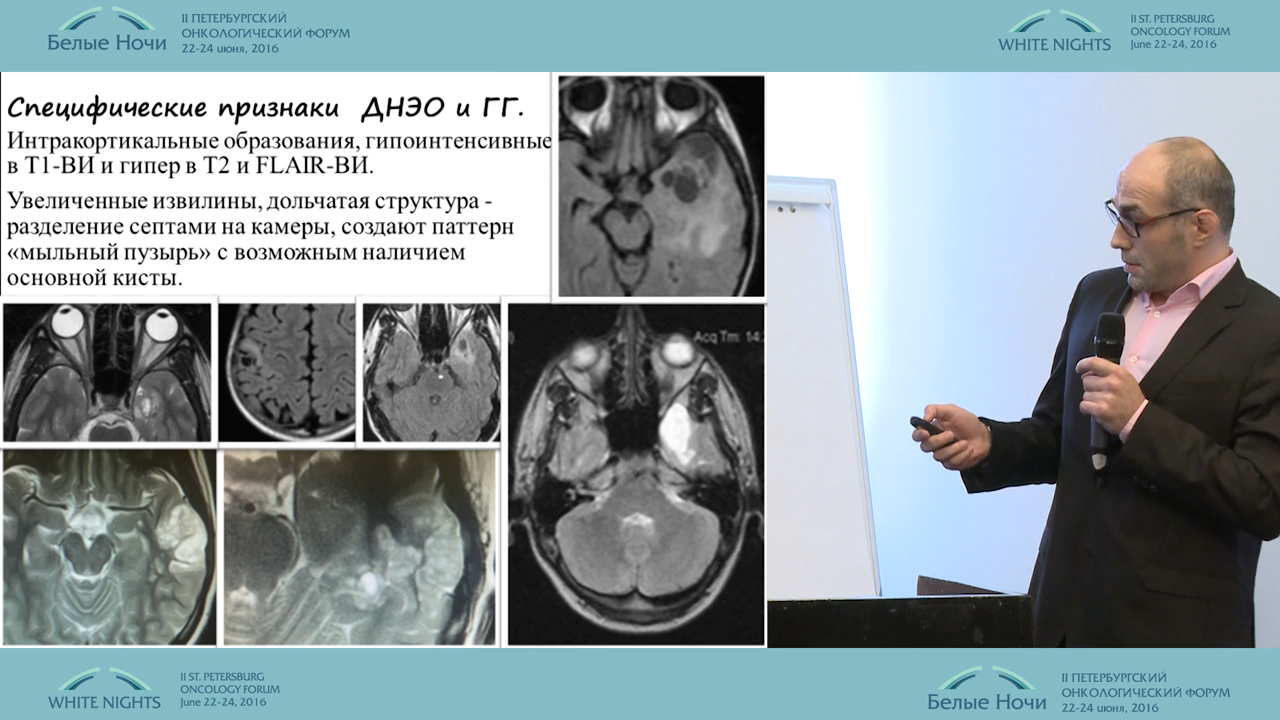 Белые Ночи
II ПЕТЕРБУРГСКИЙ
ОНКОЛОГИЧЕСКИЙ ФОРУМ
22-24 июня, 2016
WHITE NIGHTS
II ST. PETERSBURG
ONCOLOGY FORUM
June 22-24, 2016
Специфические признаки ДНЭО и ГГ.
Интракортикальные образования, гипоинтенсивные
в Т1-ВИ и гипер в Т2 и FLAIR-ВИ.
Увеличенные извилины, дольчатая структура -
разделение септами на камеры, создают паттерн
«мыльный пузырь» с возможным наличием
основной кисты.
Acq Tm: 14:
WHITE NIGHTS
II ST. PETERSBURG
ONCOLOGY FORUM
June 22-24, 2016
Белые Ночи
II ПЕТЕРБУРГСКИЙ
ОНКОЛОГИЧЕСКИЙ ФОРУМ
22-24 июня, 2016